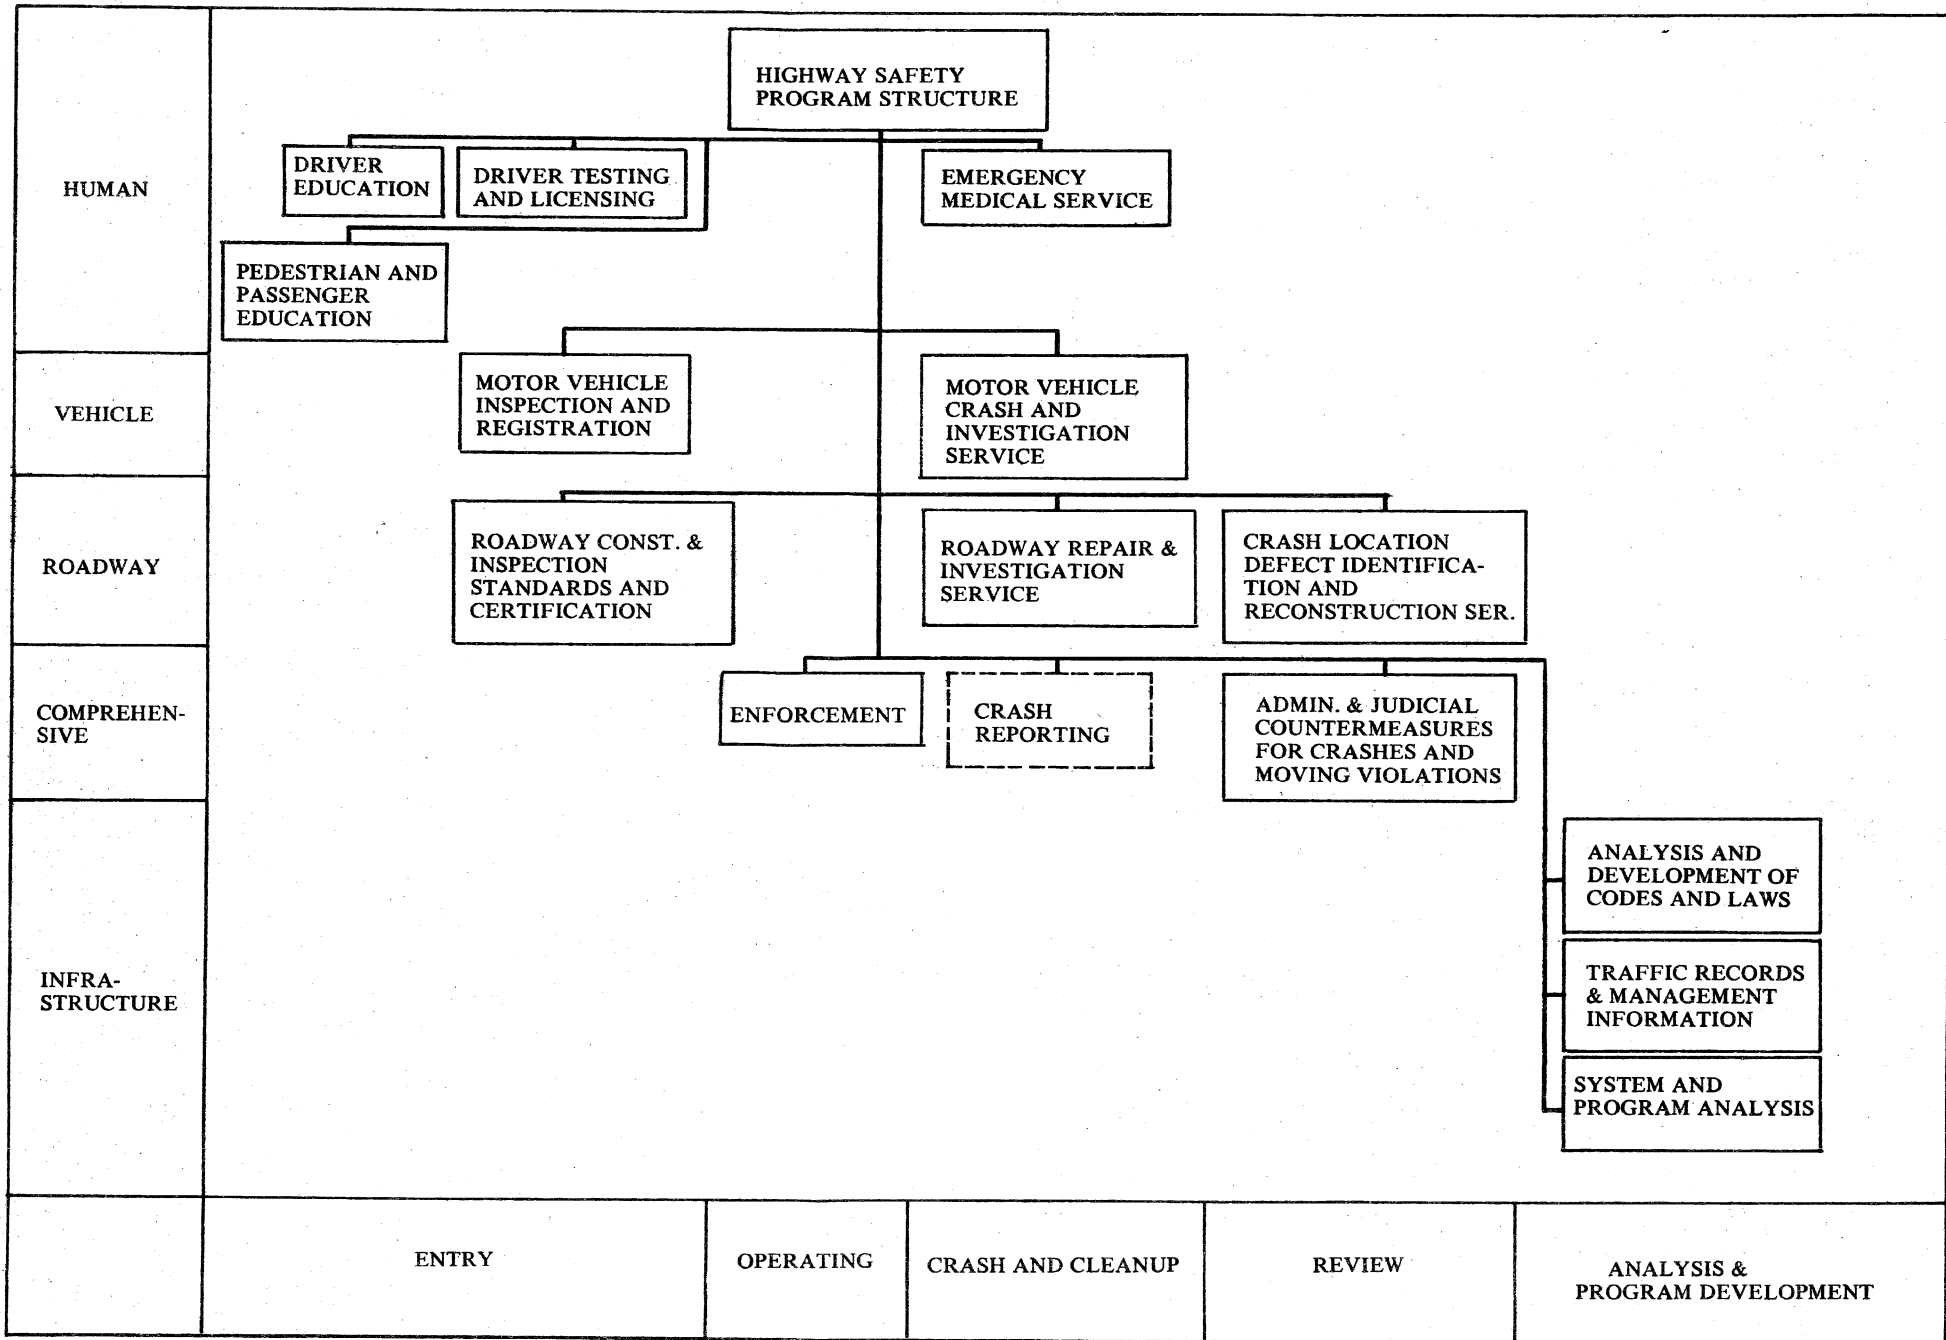 HIGHWAY SAFETY
PROGRAM STRUCTURE
HUMAN
DRIVER
EDUCATION
DRIVER TESTING
AND LICENSING
EMERGENCY
MEDICAL SERVICE
PEDESTRIAN AND
PASSENGER
EDUCATION
VEHICLE
MOTOR VEHICLE
INSPECTION AND
REGISTRATION
MOTOR VEHICLE
CRASH AND
INVESTIGATION
SERVICE
ROADWAY
ROADWAY CONST. &
INSPECTION
STANDARDS AND
CERTIFICATION
ROADWAY REPAIR &
INVESTIGATION
SERVICE
CRASH LOCATION
DEFECT IDENTIFICA-
TION AND
RECONSTRUCTION SER.
COMPREHEN-
SIVE
ENFORCEMENT
CRASH
REPORTING
ADMIN. & JUDICIAL
COUNTERMEASURES
FOR CRASHES AND
MOVING VIOLATIONS
INFRA-
STRUCTURE
ANALYSIS AND
DEVELOPMENT OF
CODES AND LAWS
TRAFFIC RECORDS
& MANAGEMENT
INFORMATION
SYSTEM AND
PROGRAM ANALYSIS
ENTRY
OPERATING
CRASH AND CLEANUP
REVIEW
ANALYSIS &
PROGRAM DEVELOPMENT